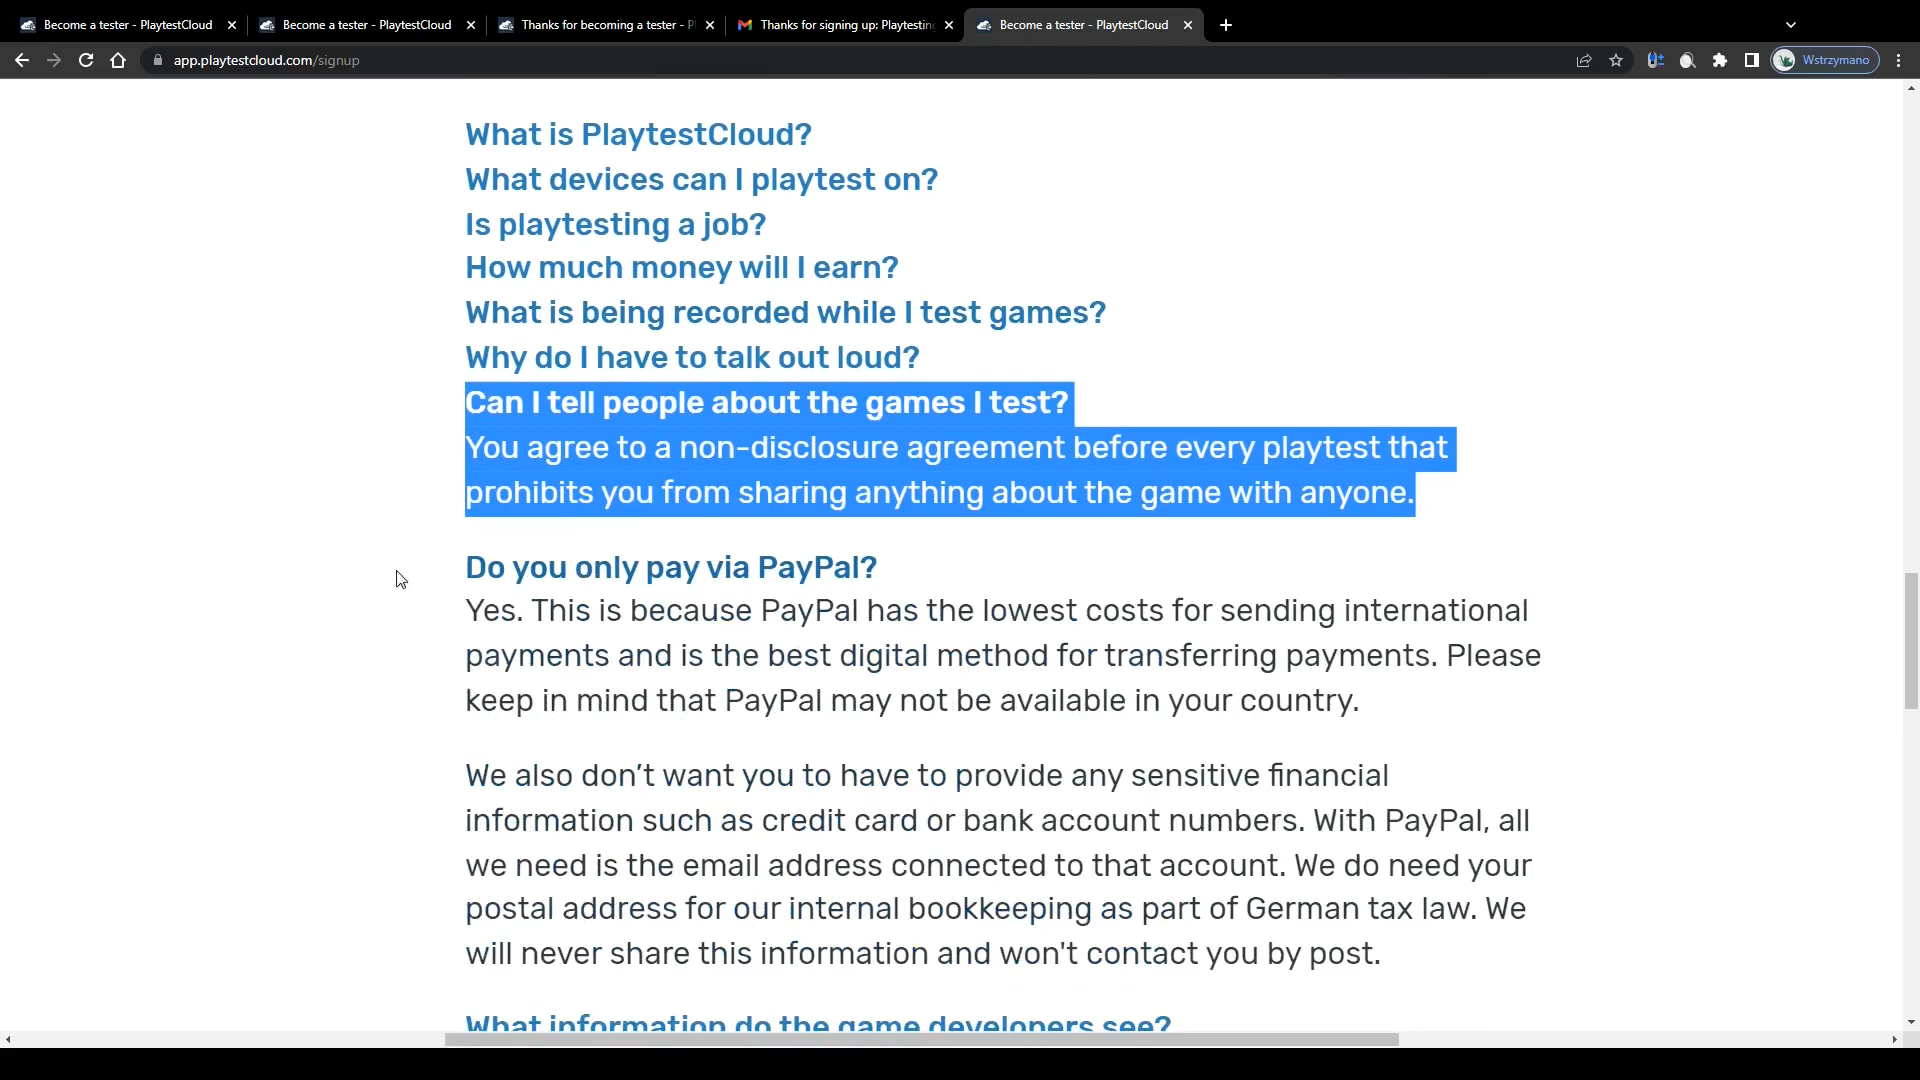 Become a tester - PlaytestCloud
Become a tester - PlaytestCloud
Thanks for becoming a tester - P
Thanks for signing up: Playtesting
Become a tester - PlaytestCloud
app.playtestcloud.com/signup
Wstrzymano
What is PlaytestCloud?
What devices can I playtest on?
Is playtesting a job?
How much money will I earn?
What is being recorded while I test games?
Why do I have to talk out loud?
Can I tell people about the games I test?
You agree to a non-disclosure agreement before every playtest that
prohibits you from sharing anything about the game with anyone.
Do you only pay via PayPal?
Yes. This is because PayPal has the lowest costs for sending international
payments and is the best digital method for transferring payments. Please
keep in mind that PayPal may not be available in your country.
We also don’t want you to have to provide any sensitive financial
information such as credit card or bank account numbers. With PayPal, all
we need is the email address connected to that account. We do need your
postal address for our internal bookkeeping as part of German tax law. We
will never share this information and won't contact you by post.
What information do the game developers see?